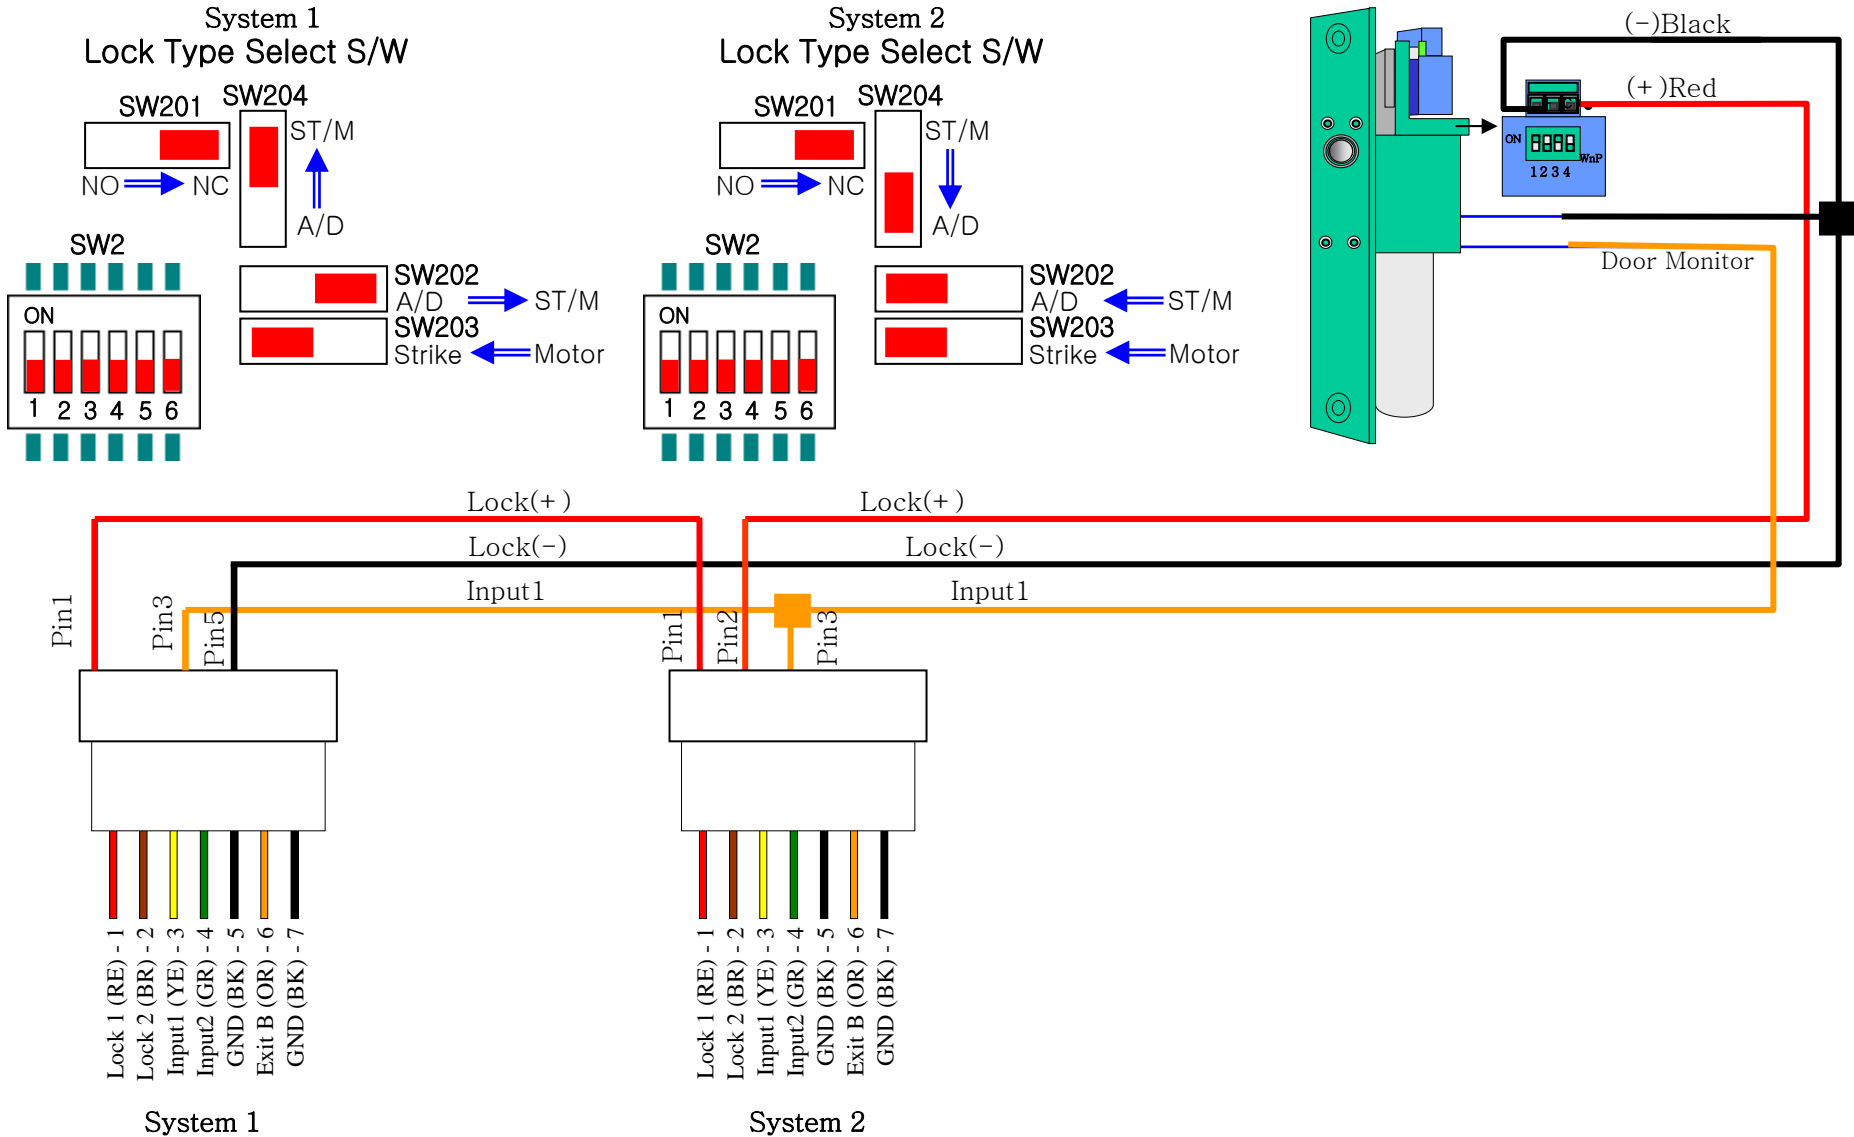 System 1
Lock Type Select S/W
SW201
SW204
ST/M
NO
NC
A/D
SW2
SW202
A/D
ST/M
SW203
Strike
Motor
ON
1 2 3 4 5 6
System 2
Lock Type Select S/W
SW201
SW204
ST/M
NO
NC
A/D
SW2
SW202
A/D
ST/M
SW203
Strike
Motor
ON
1 2 3 4 5 6
(-)Black
(+)Red
ON
WnP
1 2 3 4
Door Monitor
Lock(+)
Lock(+)
Lock(-)
Lock(-)
Input1
Input1
Pin1
Pin3
Pin5
Pin1
Pin2
Pin3
Lock 1 (RE) - 1
Lock 2 (BR) - 2
Input1 (YE) - 3
Input2 (GR) - 4
GND (BK) - 5
Exit B (OR) - 6
GND (BK) - 7
Lock 1 (RE) - 1
Lock 2 (BR) - 2
Input1 (YE) - 3
Input2 (GR) - 4
GND (BK) - 5
Exit B (OR) - 6
GND (BK) - 7
System 1
System 2